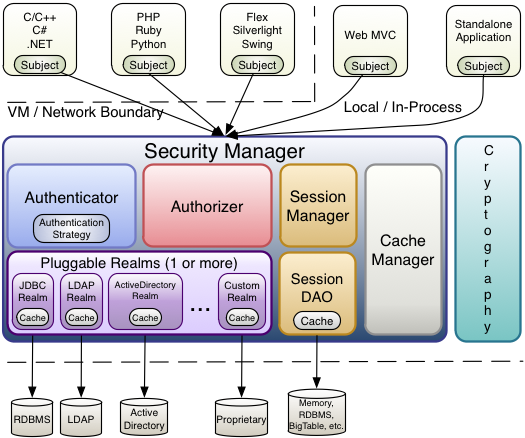 C/C++
C#
.NET
Subject
PHP
Ruby
Python
Subject
Flex
Silverlight
Swing
Subject
Web MVC
Subject
Standalone
Application
Subject
VM / Network Boundary
Local / In-Process
Security Manager
Authenticator
Authentication
Strategy
Authorizer
Session
Manager
Cache
Manager
Cryptography
Pluggable Realms (1 or more)
JDBC
Realm
Cache
LDAP
Realm
Cache
ActiveDirectory
Realm
Cache
...
Custom
Realm
Cache
Session
DAO
Cache
RDBMS
LDAP
Active
Directory
Proprietary
Memory,
RDBMS,
BigTable, etc.